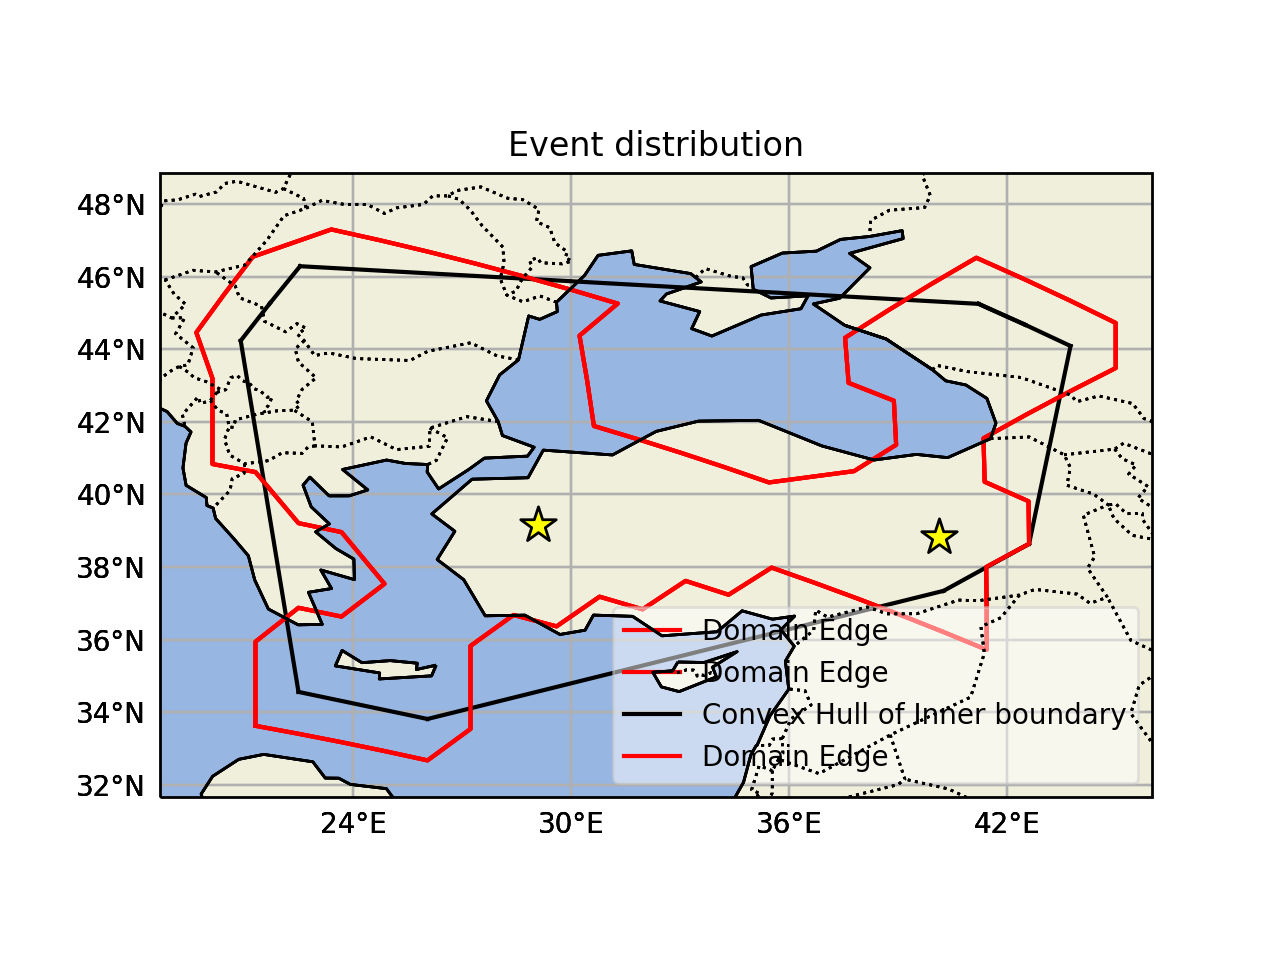 Event distribution
48°N
46°N
44°N
42°N
40°N
38°N
36°N
34°N
32°N
24°E
30°E
36°E
42°E
Domain Edge
Domain Edge
Convex Hull of Inner boundary
Domain Edge